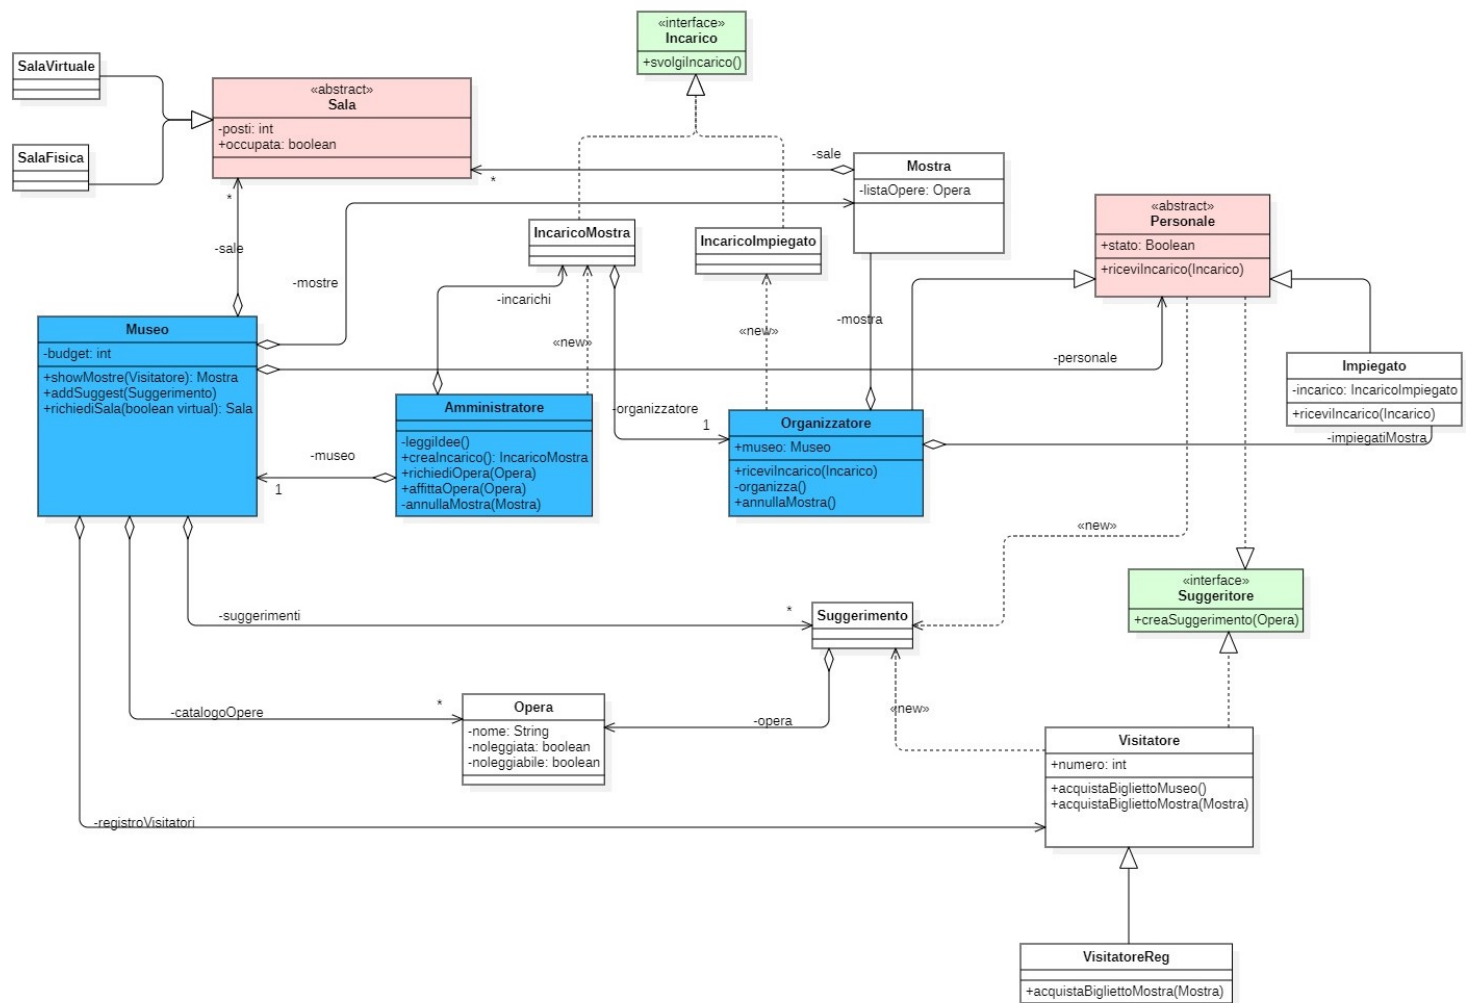 «interface»
Incarico
+svolgiIncarico()
SalaVirtuale
«abstract»
Sala
-posti: int
+occupata: boolean
SalaFisica
-sale
*
Mostra
-listaOpere: Opera
«abstract»
Personale
+stato: Boolean
+riceviIncarico(Incarico)
*
-sale
IncaricoMostra
IncaricoImpiegato
-mostre
-incarichi
«new»
«new»
-mostra
Museo
-budget: int
+showMostre(Visitatore): Mostra
+addSuggest(Suggerimento)
+richiediSala(boolean virtual): Sala
-personale
Impiegato
-incarico: IncaricoImpiegato
+riceviIncarico(Incarico)
-impiegatiMostra
Amministratore
-leggiIdee()
+creaIncarico(): IncaricoMostra
+richiediOpera(Opera)
+affittaOpera(Opera)
-annullaMostra(Mostra)
-organizzatore
1
Organizzatore
+museo: Museo
+riceviIncarico(Incarico)
-organizza()
+annullaMostra()
-museo
1
«new»
«interface»
Suggeritore
+creaSuggerimento(Opera)
-suggerimenti
*
Suggerimento
-catalogoOpere
*
Opera
-nome: String
-noleggiata: boolean
-noleggiabile: boolean
-opera
«new»
Visitatore
+numero: int
+acquistaBigliettoMuseo()
+acquistaBigliettoMostra(Mostra)
-registroVisitatori
VisitatoreReg
+acquistaBigliettoMostra(Mostra)